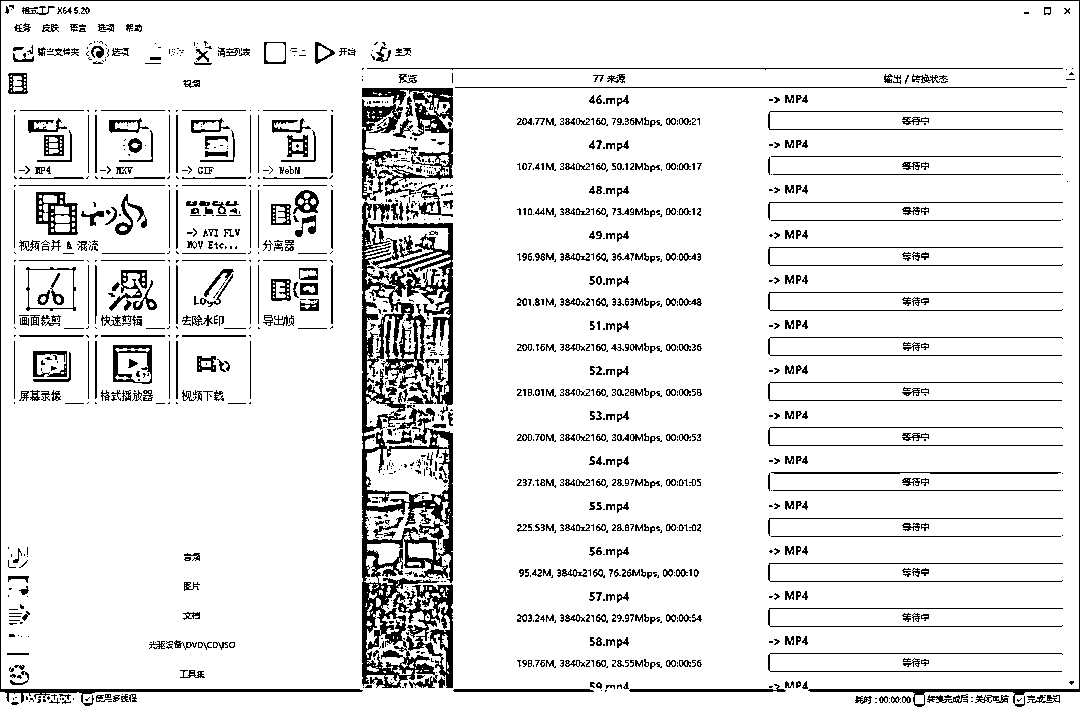 格式工厂 X64 5.20
任务 皮肤 语言 选项 帮助
输出文件夹 选项 移除 清空列表 停止 开始 主页
视频
-> MP4 -> MKV -> GIF -> WebM
视频合并 & 混流 -> AVI FLV MOV Etc... 分离器
画面裁剪 快速剪辑 去除水印 导出帧
屏幕录像 格式播放器 视频下载
音频
图片
文档
光驱设备\DVD\CD\ISO
工具集
预览 77 来源 输出 / 转换状态
46.mp4 -> MP4
204.77M, 3840x2160, 79.36Mbps, 00:00:21 等待中
47.mp4 -> MP4
107.41M, 3840x2160, 50.12Mbps, 00:00:17 等待中
48.mp4 -> MP4
110.44M, 3840x2160, 73.49Mbps, 00:00:12 等待中
49.mp4 -> MP4
196.98M, 3840x2160, 36.47Mbps, 00:00:43 等待中
50.mp4 -> MP4
201.81M, 3840x2160, 33.63Mbps, 00:00:48 等待中
51.mp4 -> MP4
200.16M, 3840x2160, 43.90Mbps, 00:00:36 等待中
52.mp4 -> MP4
218.01M, 3840x2160, 30.28Mbps, 00:00:58 等待中
53.mp4 -> MP4
200.70M, 3840x2160, 30.40Mbps, 00:00:53 等待中
54.mp4 -> MP4
237.18M, 3840x2160, 28.97Mbps, 00:01:05 等待中
55.mp4 -> MP4
225.53M, 3840x2160, 28.87Mbps, 00:01:02 等待中
56.mp4 -> MP4
95.42M, 3840x2160, 76.26Mbps, 00:00:10 等待中
57.mp4 -> MP4
203.24M, 3840x2160, 29.97Mbps, 00:00:54 等待中
58.mp4 -> MP4
198.76M, 3840x2160, 28.55Mbps, 00:00:56 等待中
59.mp4 -> MP4
使用多线程 耗时 : 00:00:00 转换完成后 : 关闭电脑 完成通知